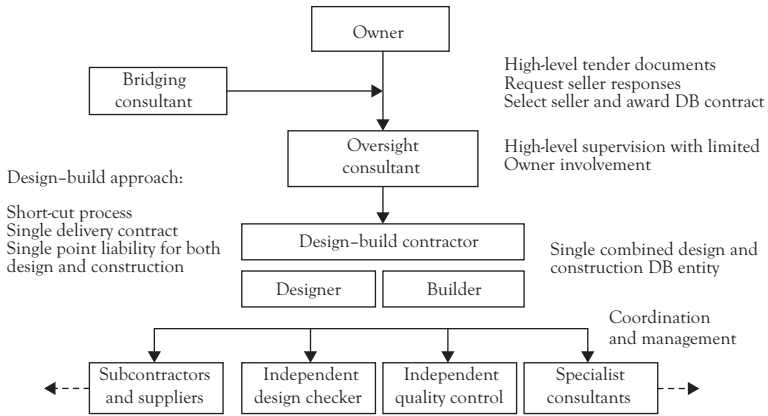 Owner
High-level tender documents
Request seller responses
Select seller and award DB contract
Bridging
consultant
Oversight
consultant
High-level supervision with limited
Owner involvement
Design–build approach:
Short-cut process
Single delivery contract
Single point liability for both
design and construction
Design–build contractor
Single combined design and
construction DB entity
Designer
Builder
Coordination
and management
Subcontractors
and suppliers
Independent
design checker
Independent
quality control
Specialist
consultants